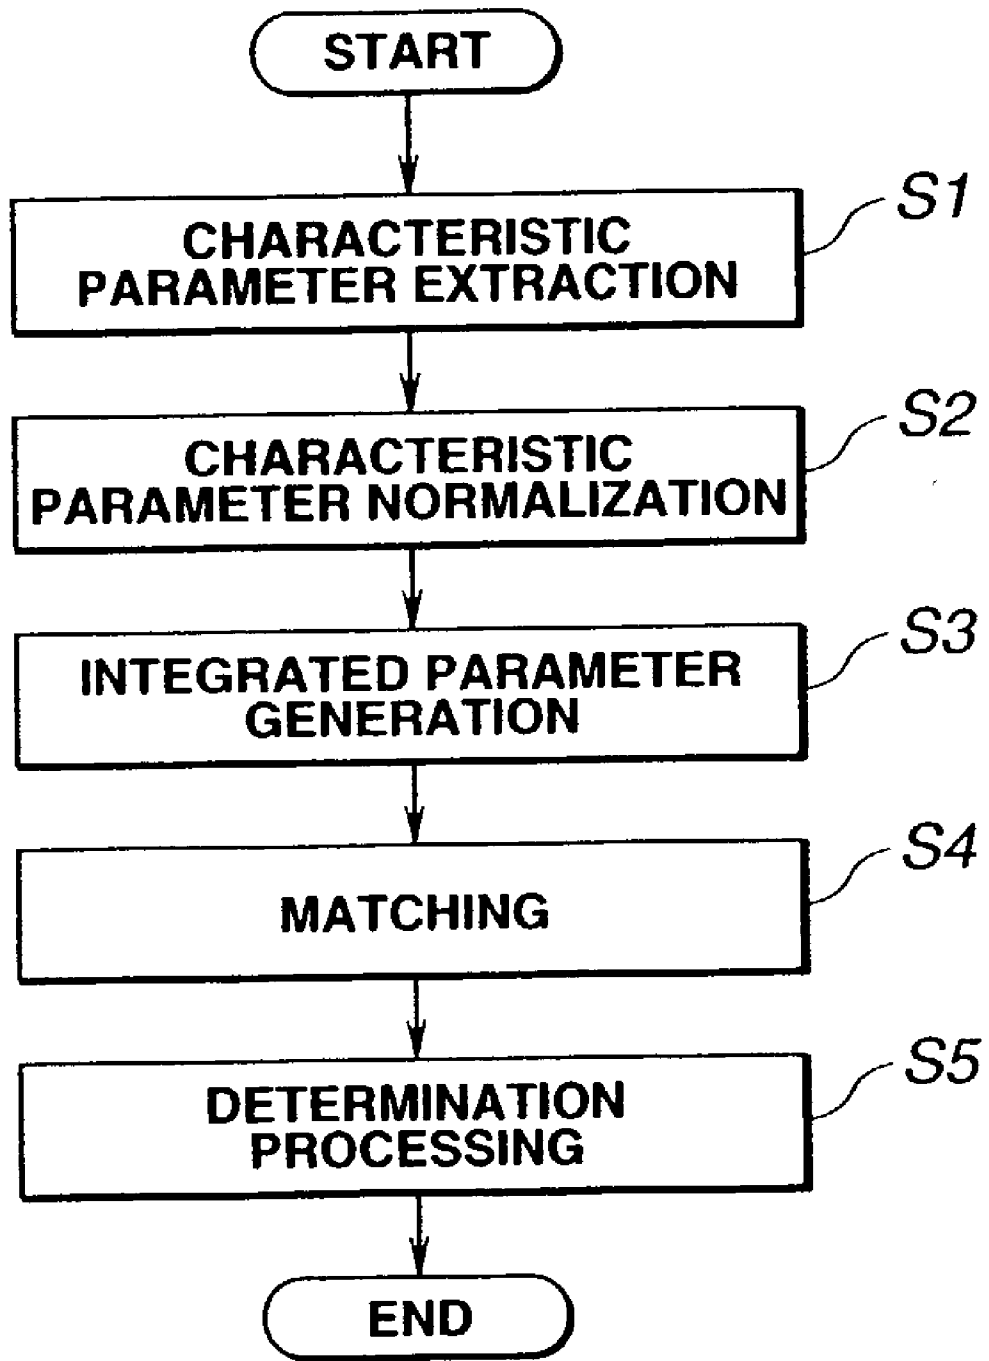 START
CHARACTERISTIC
PARAMETER EXTRACTION
S1
CHARACTERISTIC
PARAMETER NORMALIZATION
S2
INTEGRATED PARAMETER
GENERATION
S3
MATCHING
S4
DETERMINATION
PROCESSING
S5
END